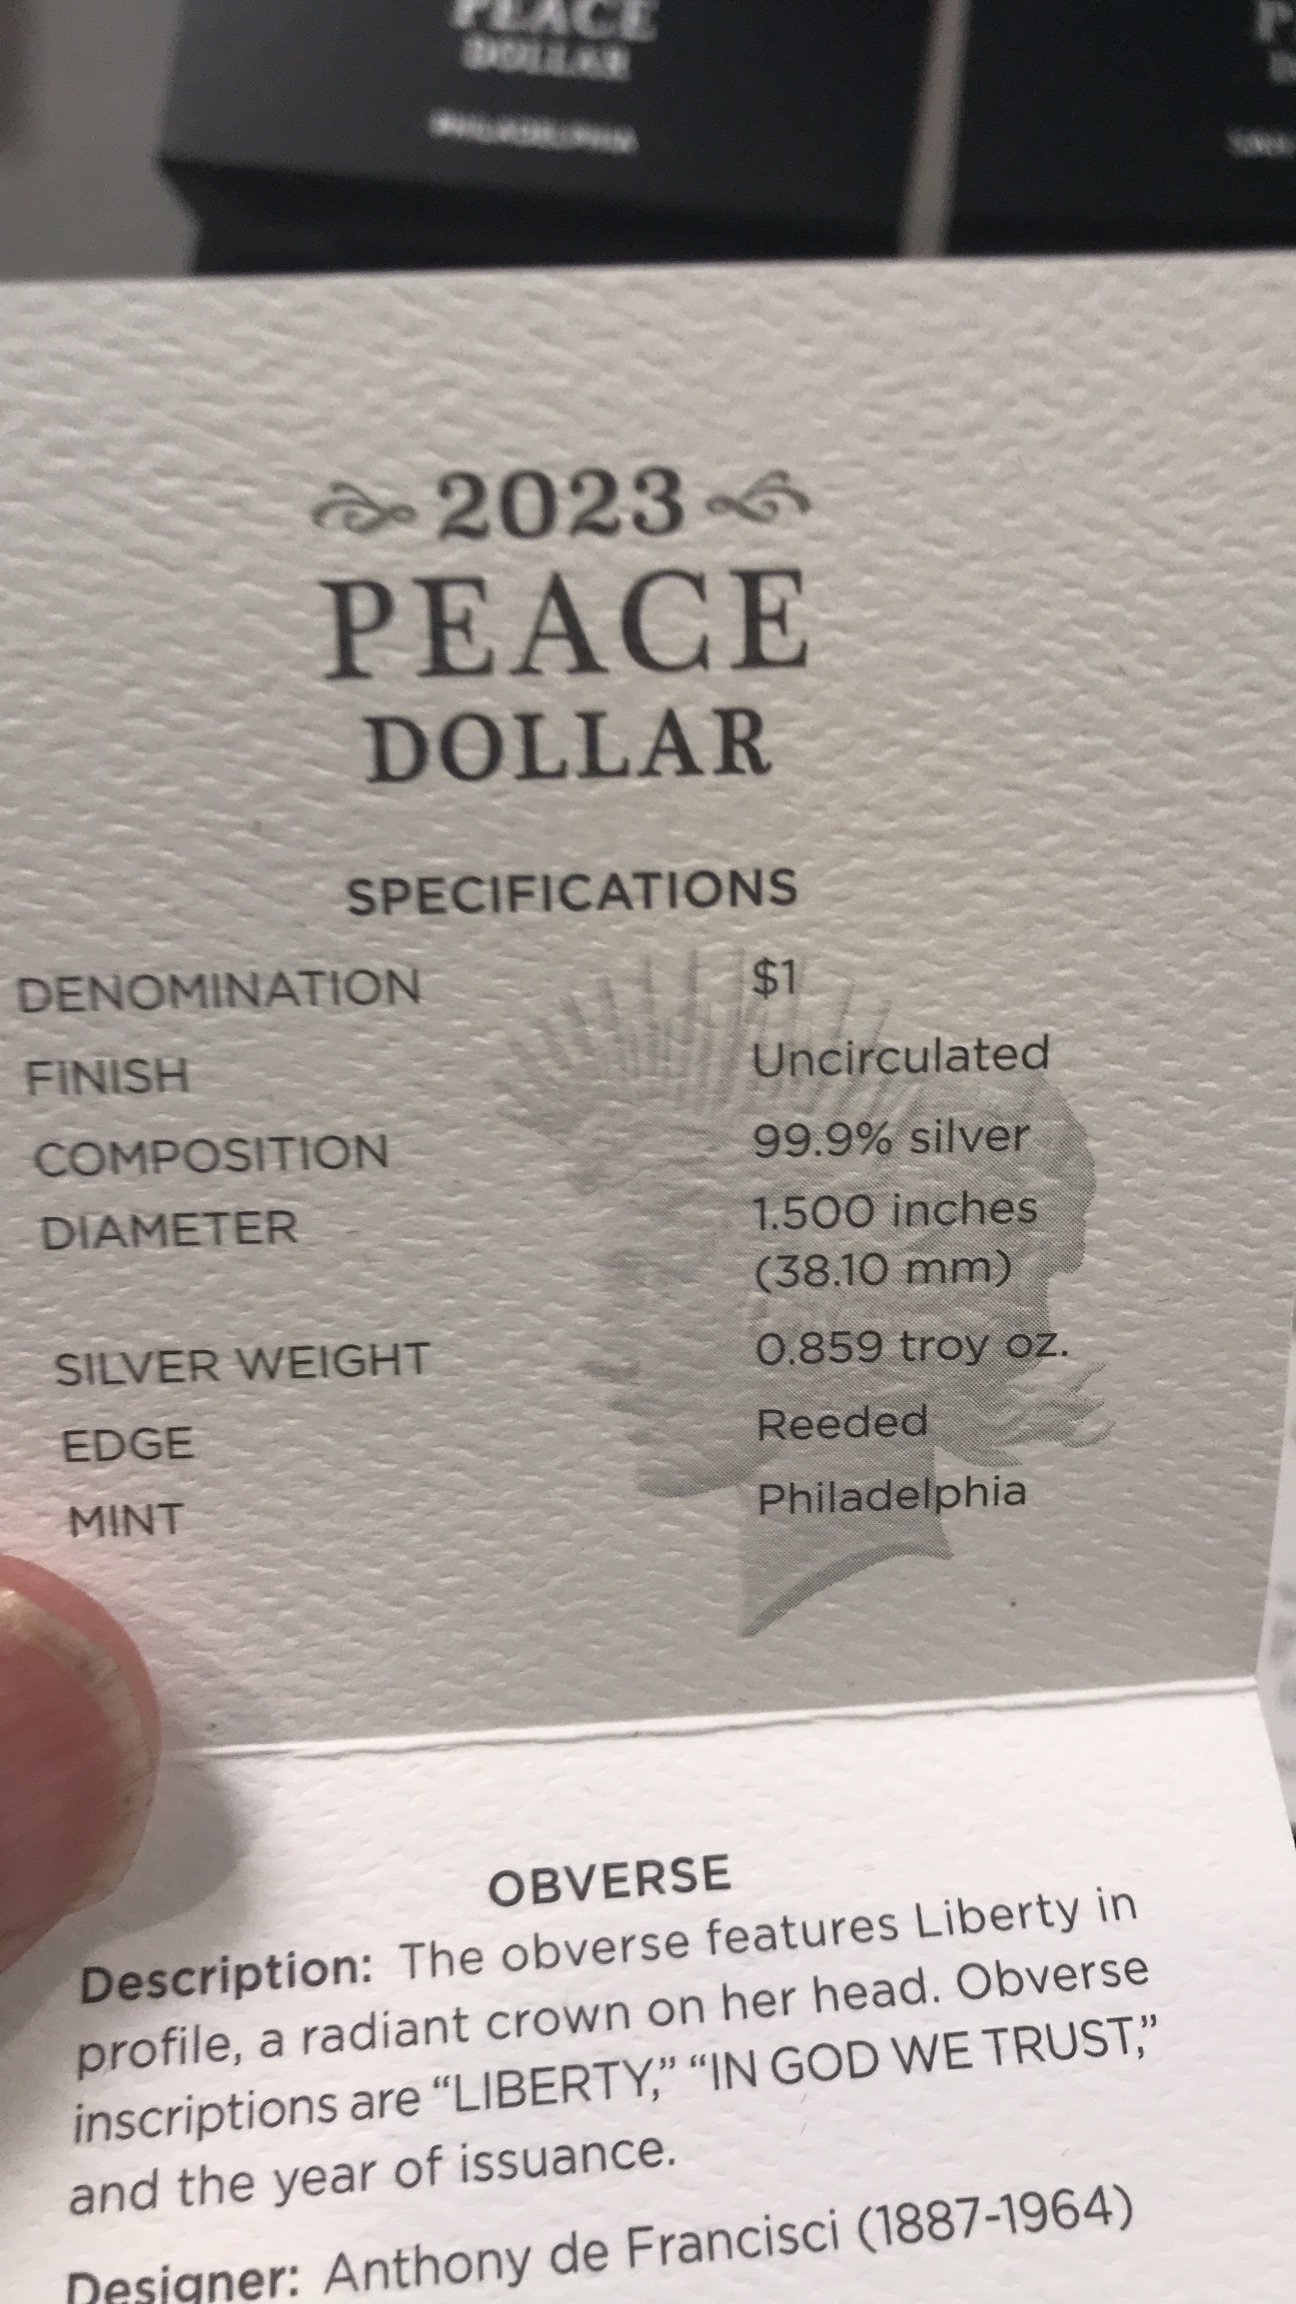 PEACE
DOLLAR
PHILADELPHIA
2023
PEACE
DOLLAR
SPECIFICATIONS
DENOMINATION $1
FINISH Uncirculated
COMPOSITION 99.9% silver
DIAMETER 1.500 inches
(38.10 mm)
SILVER WEIGHT 0.859 troy oz.
EDGE Reeded
MINT Philadelphia
OBVERSE
Description: The obverse features Liberty in
profile, a radiant crown on her head. Obverse
inscriptions are “LIBERTY,” “IN GOD WE TRUST,”
and the year of issuance.
Designer: Anthony de Francisci (1887-1964)